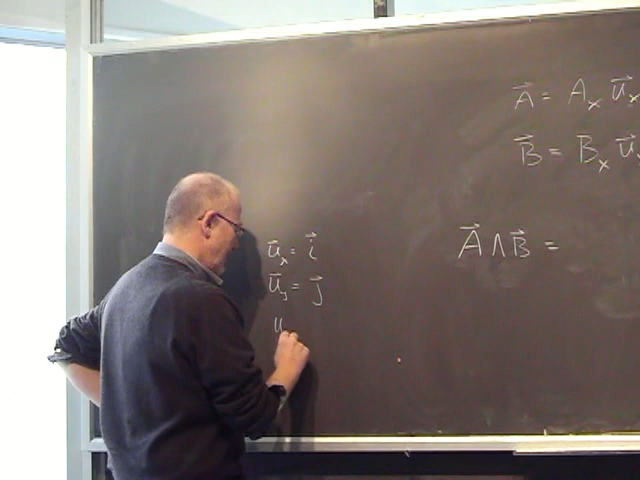 A⃗ = Aₓ u⃗ₓ
B⃗ = Bₓ u⃗
A⃗ ∧ B⃗ =
u⃗ₓ = i⃗
u⃗ᵧ = j⃗
u